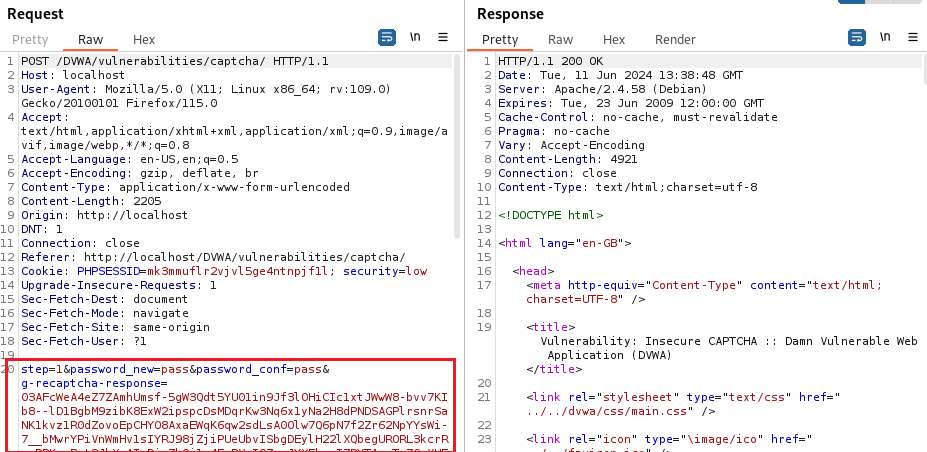 Request
Pretty Raw Hex \n
1 POST /DVWA/vulnerabilities/captcha/ HTTP/1.1
2 Host: localhost
3 User-Agent: Mozilla/5.0 (X11; Linux x86_64; rv:109.0)
Gecko/20100101 Firefox/115.0
4 Accept:
text/html,application/xhtml+xml,application/xml;q=0.9,image/a
vif,image/webp,*/*;q=0.8
5 Accept-Language: en-US,en;q=0.5
6 Accept-Encoding: gzip, deflate, br
7 Content-Type: application/x-www-form-urlencoded
8 Content-Length: 2205
9 Origin: http://localhost
10 DNT: 1
11 Connection: close
12 Referer: http://localhost/DVWA/vulnerabilities/captcha/
13 Cookie: PHPSESSID=mk3mmuflr2vjvl5ge4ntnpjf1l; security=low
14 Upgrade-Insecure-Requests: 1
15 Sec-Fetch-Dest: document
16 Sec-Fetch-Mode: navigate
17 Sec-Fetch-Site: same-origin
18 Sec-Fetch-User: ?1
19
20 step=1&password_new=pass&password_conf=pass&
g-recaptcha-response=
03AFcWeA4eZ7ZAmhUmsf-5gW3Qdt5YU01in9Jf3lOHiCIc1xtJWwW8-bvv7KI
b8--lD1BgbM9zibK8ExW2ipspcDsMDqrKw3Nq6x1yNa2H8dPNDSAGPlrsnrSa
NK1kvz1R0dZovoEpCHYO8AxaEWqK6qw2sdLsA0Olw7Q6pN7f2Zr62NpYYsWi-
7__bMwrYPiVnWmHv1sIYRJ98jZjiPUeUbvISbgDEylH22lXQbegURORL3kcrR
Response
Pretty Raw Hex Render \n
1 HTTP/1.1 200 OK
2 Date: Tue, 11 Jun 2024 13:38:48 GMT
3 Server: Apache/2.4.58 (Debian)
4 Expires: Tue, 23 Jun 2009 12:00:00 GMT
5 Cache-Control: no-cache, must-revalidate
6 Pragma: no-cache
7 Vary: Accept-Encoding
8 Content-Length: 4921
9 Connection: close
10 Content-Type: text/html;charset=utf-8
11
12 <!DOCTYPE html>
13
14 <html lang="en-GB">
15
16 <head>
17 <meta http-equiv="Content-Type" content="text/html;
charset=UTF-8" />
18
19 <title>
Vulnerability: Insecure CAPTCHA :: Damn Vulnerable Web
Application (DVWA)
</title>
20
21 <link rel="stylesheet" type="text/css" href="
../../dvwa/css/main.css" />
22
23 <link rel="icon" type="\image/ico" href="